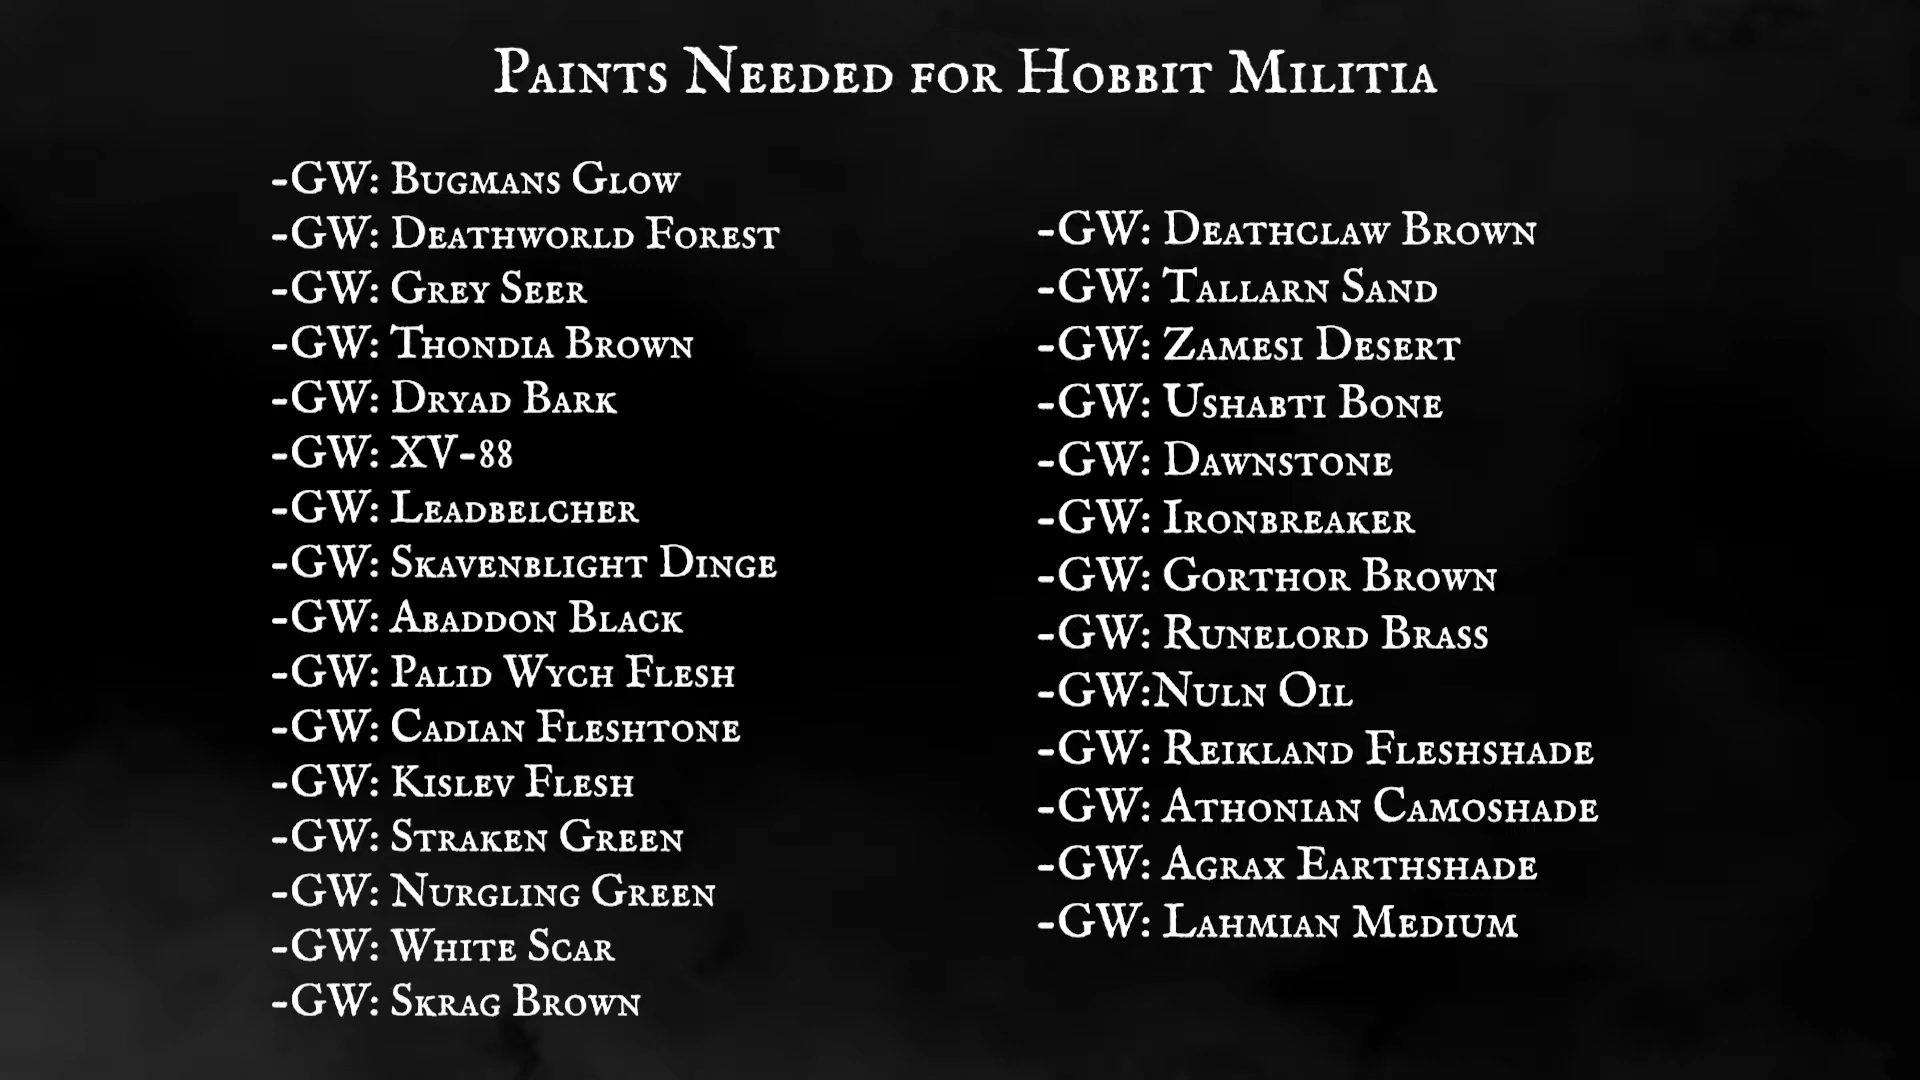 Paints Needed for Hobbit Militia
-GW: Bugmans Glow
-GW: Deathworld Forest
-GW: Grey Seer
-GW: Thondia Brown
-GW: Dryad Bark
-GW: XV-88
-GW: Leadbelcher
-GW: Skavenblight Dinge
-GW: Abaddon Black
-GW: Palid Wych Flesh
-GW: Cadian Fleshtone
-GW: Kislev Flesh
-GW: Straken Green
-GW: Nurgling Green
-GW: White Scar
-GW: Skrag Brown
-GW: Deathclaw Brown
-GW: Tallarn Sand
-GW: Zamesi Desert
-GW: Ushabti Bone
-GW: Dawnstone
-GW: Ironbreaker
-GW: Gorthor Brown
-GW: Runelord Brass
-GW:Nuln Oil
-GW: Reikland Fleshshade
-GW: Athonian Camoshade
-GW: Agrax Earthshade
-GW: Lahmian Medium